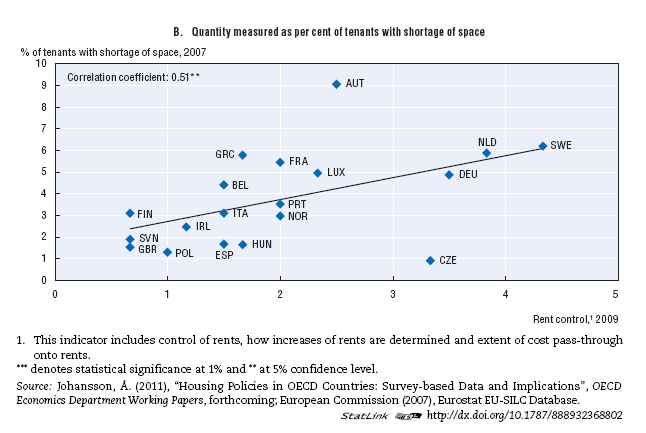 B. Quantity measured as per cent of tenants with shortage of space
% of tenants with shortage of space, 2007
10
Correlation coefficient: 0.51**
9
AUT
8
7
NLD
SWE
6
GRC
FRA
5
LUX
DEU
BEL
4
PRT
3
FIN
ITA
NOR
IRL
2
SVN
GBR
POL
ESP
HUN
1
CZE
0
0 1 2 3 4 5
Rent control,¹ 2009
1. This indicator includes control of rents, how increases of rents are determined and extent of cost pass-through
onto rents.
*** denotes statistical significance at 1% and ** at 5% confidence level.
Source: Johansson, Å. (2011), “Housing Policies in OECD Countries: Survey-based Data and Implications”, OECD
Economics Department Working Papers, forthcoming; European Commission (2007), Eurostat EU-SILC Database.
StatLink http://dx.doi.org/10.1787/888932368802